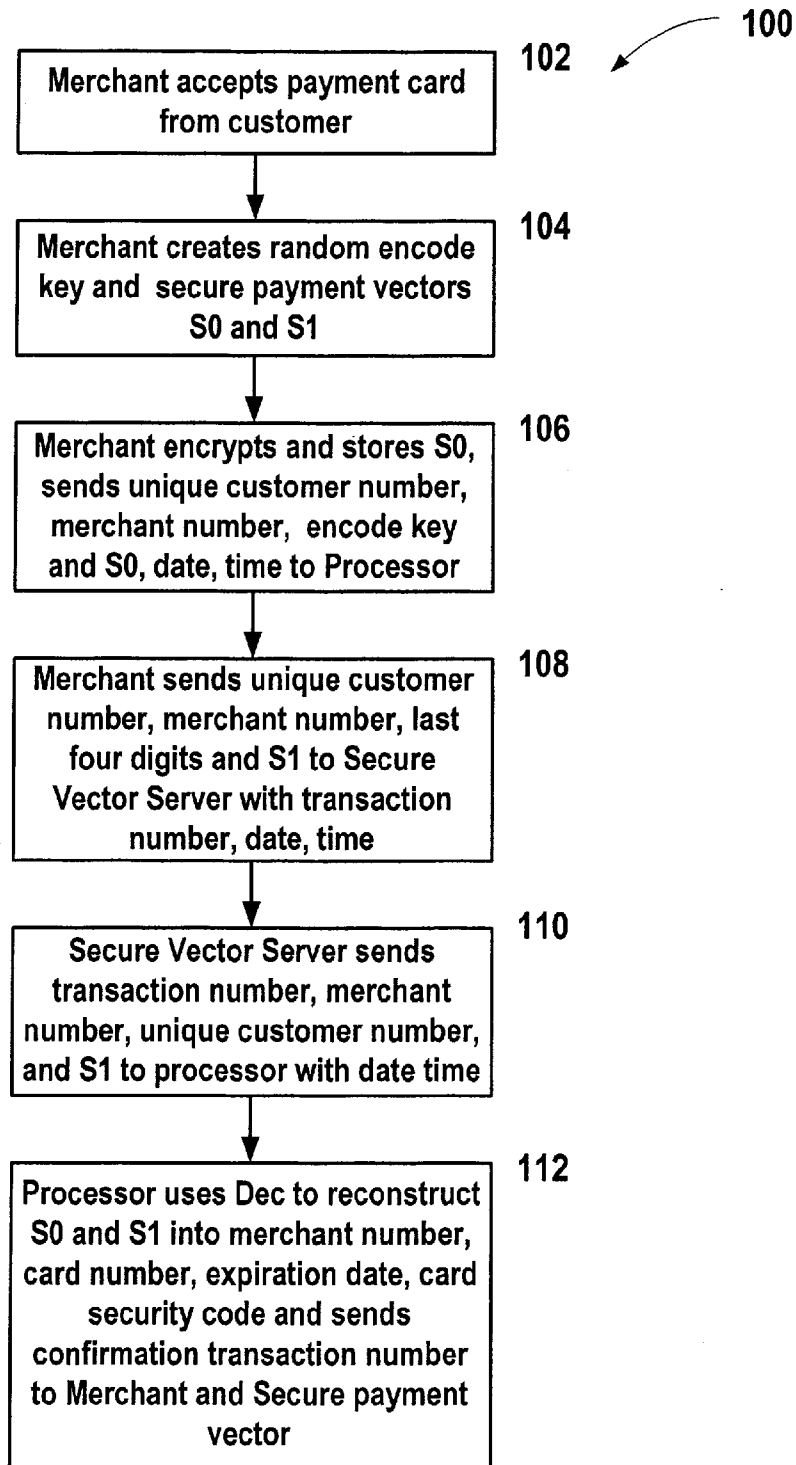 100
102
Merchant accepts payment card
from customer
104
Merchant creates random encode
key and secure payment vectors
S0 and S1
106
Merchant encrypts and stores S0,
sends unique customer number,
merchant number, encode key
and S0, date, time to Processor
108
Merchant sends unique customer
number, merchant number, last
four digits and S1 to Secure
Vector Server with transaction
number, date, time
110
Secure Vector Server sends
transaction number, merchant
number, unique customer number,
and S1 to processor with date time
112
Processor uses Dec to reconstruct
S0 and S1 into merchant number,
card number, expiration date, card
security code and sends
confirmation transaction number
to Merchant and Secure payment
vector